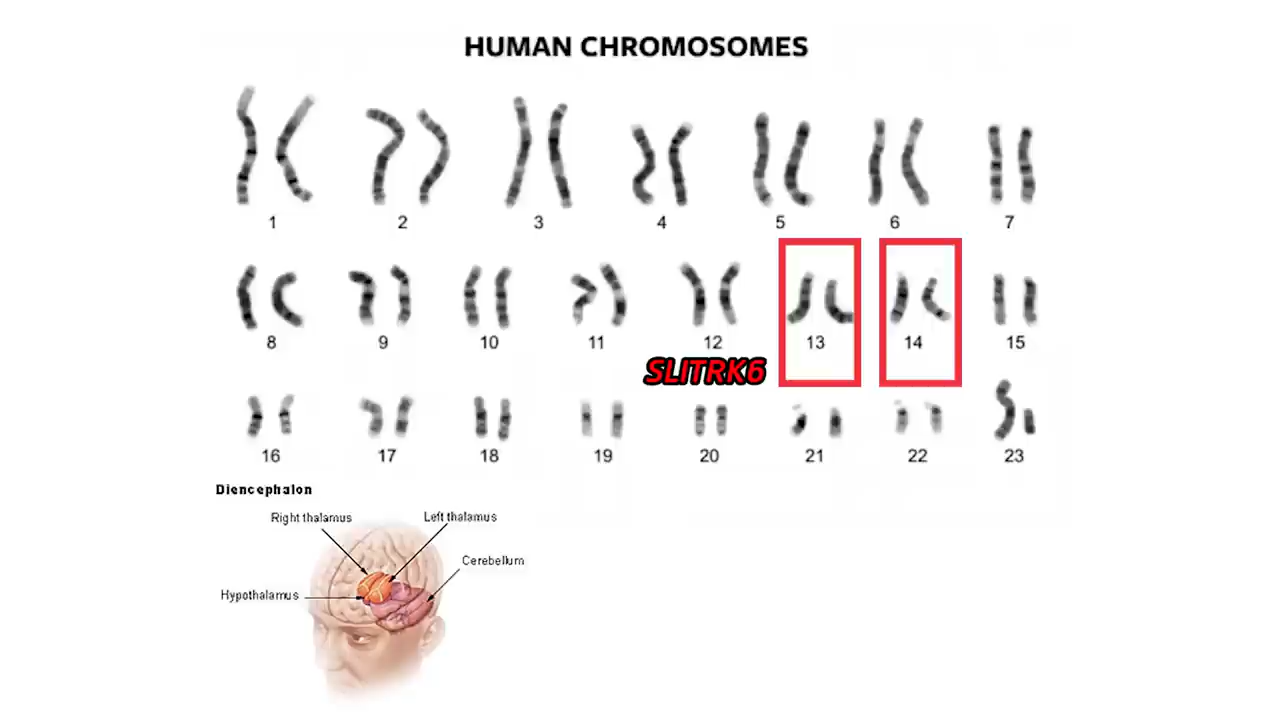 HUMAN CHROMOSOMES
1 2 3 4 5 6 7
8 9 10 11 12 13 14 15
SLITRK6
16 17 18 19 20 21 22 23
Diencephalon
Right thalamus
Left thalamus
Cerebellum
Hypothalamus